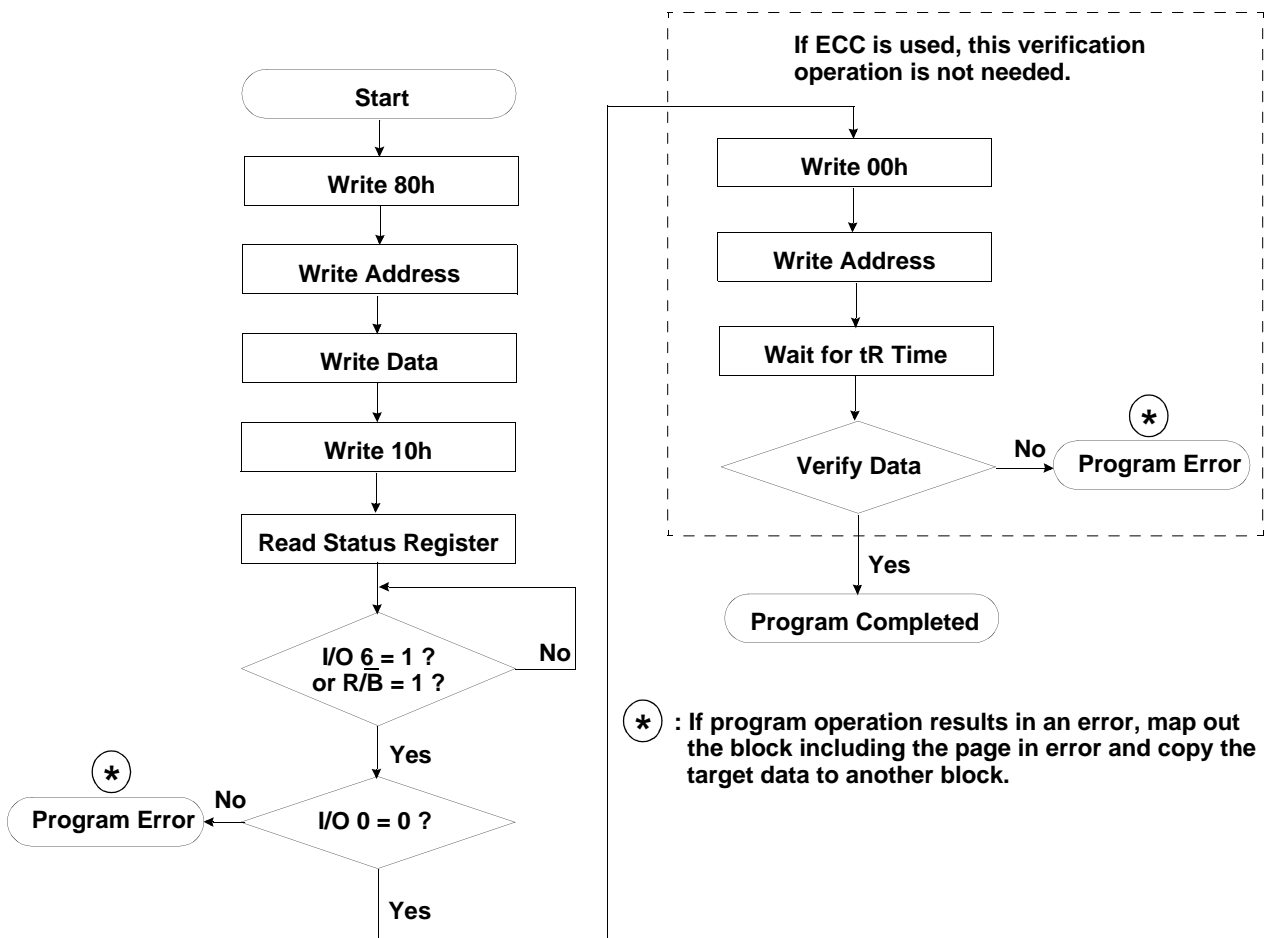 Start
Write 80h
Write Address
Write Data
Write 10h
Read Status Register
I/O 6 = 1 ?
or R/B̅ = 1 ?
No
Yes
*
No
Program Error
I/O 0 = 0 ?
Yes
If ECC is used, this verification
operation is not needed.
Write 00h
Write Address
Wait for tR Time
*
Verify Data
No
Program Error
Yes
Program Completed
* : If program operation results in an error, map out
the block including the page in error and copy the
target data to another block.